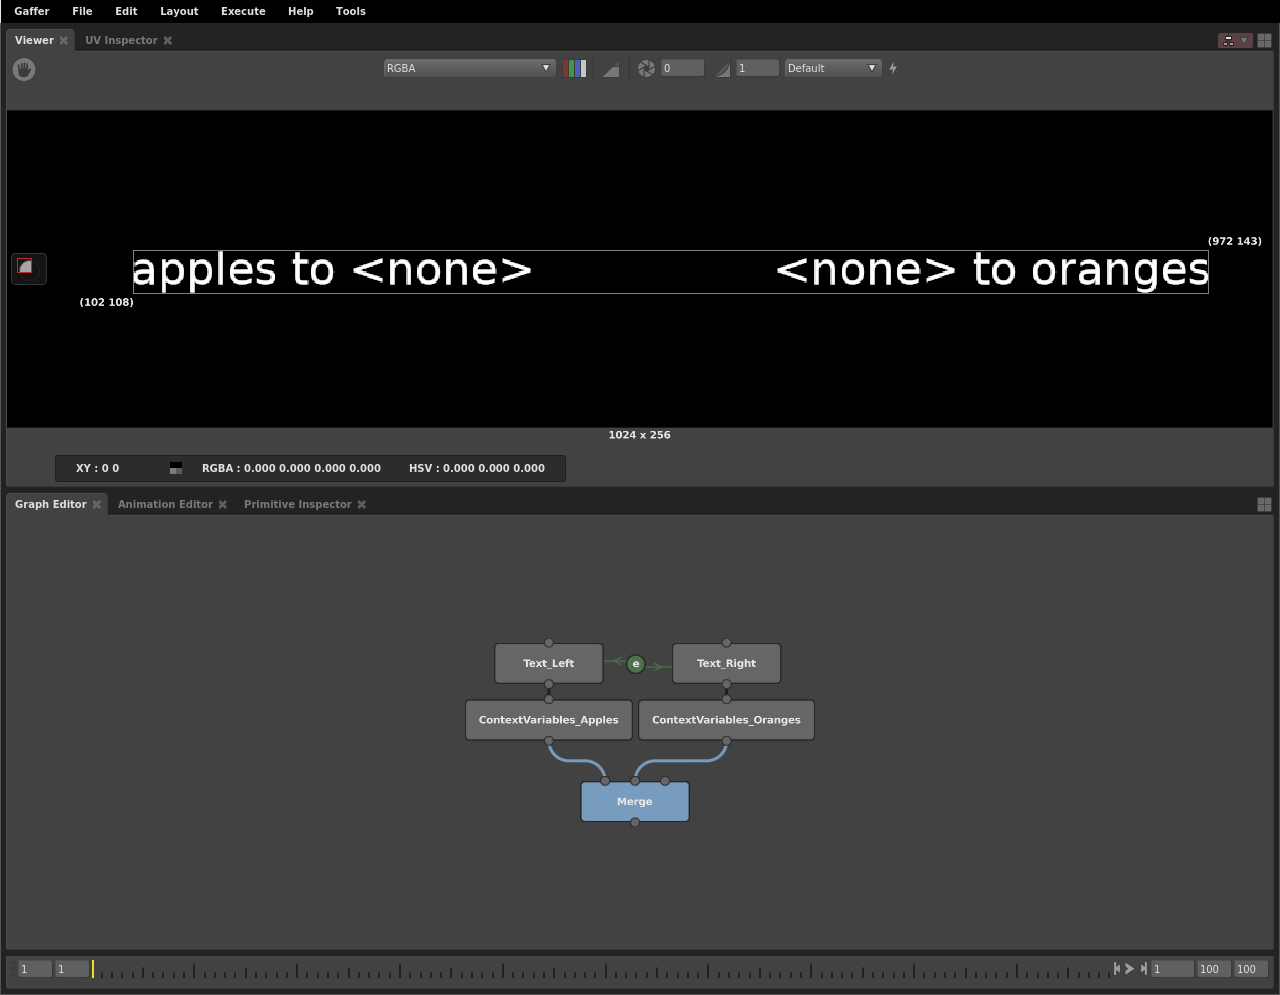 Gaffer File Edit Layout Execute Help Tools
Viewer UV Inspector
RGBA 0 1 Default
(972 143)
apples to <none> <none> to oranges
(102 108)
1024 x 256
XY : 0 0 RGBA : 0.000 0.000 0.000 0.000 HSV : 0.000 0.000 0.000
Graph Editor Animation Editor Primitive Inspector
Text_Left e Text_Right
ContextVariables_Apples ContextVariables_Oranges
Merge
1 1 1 100 100